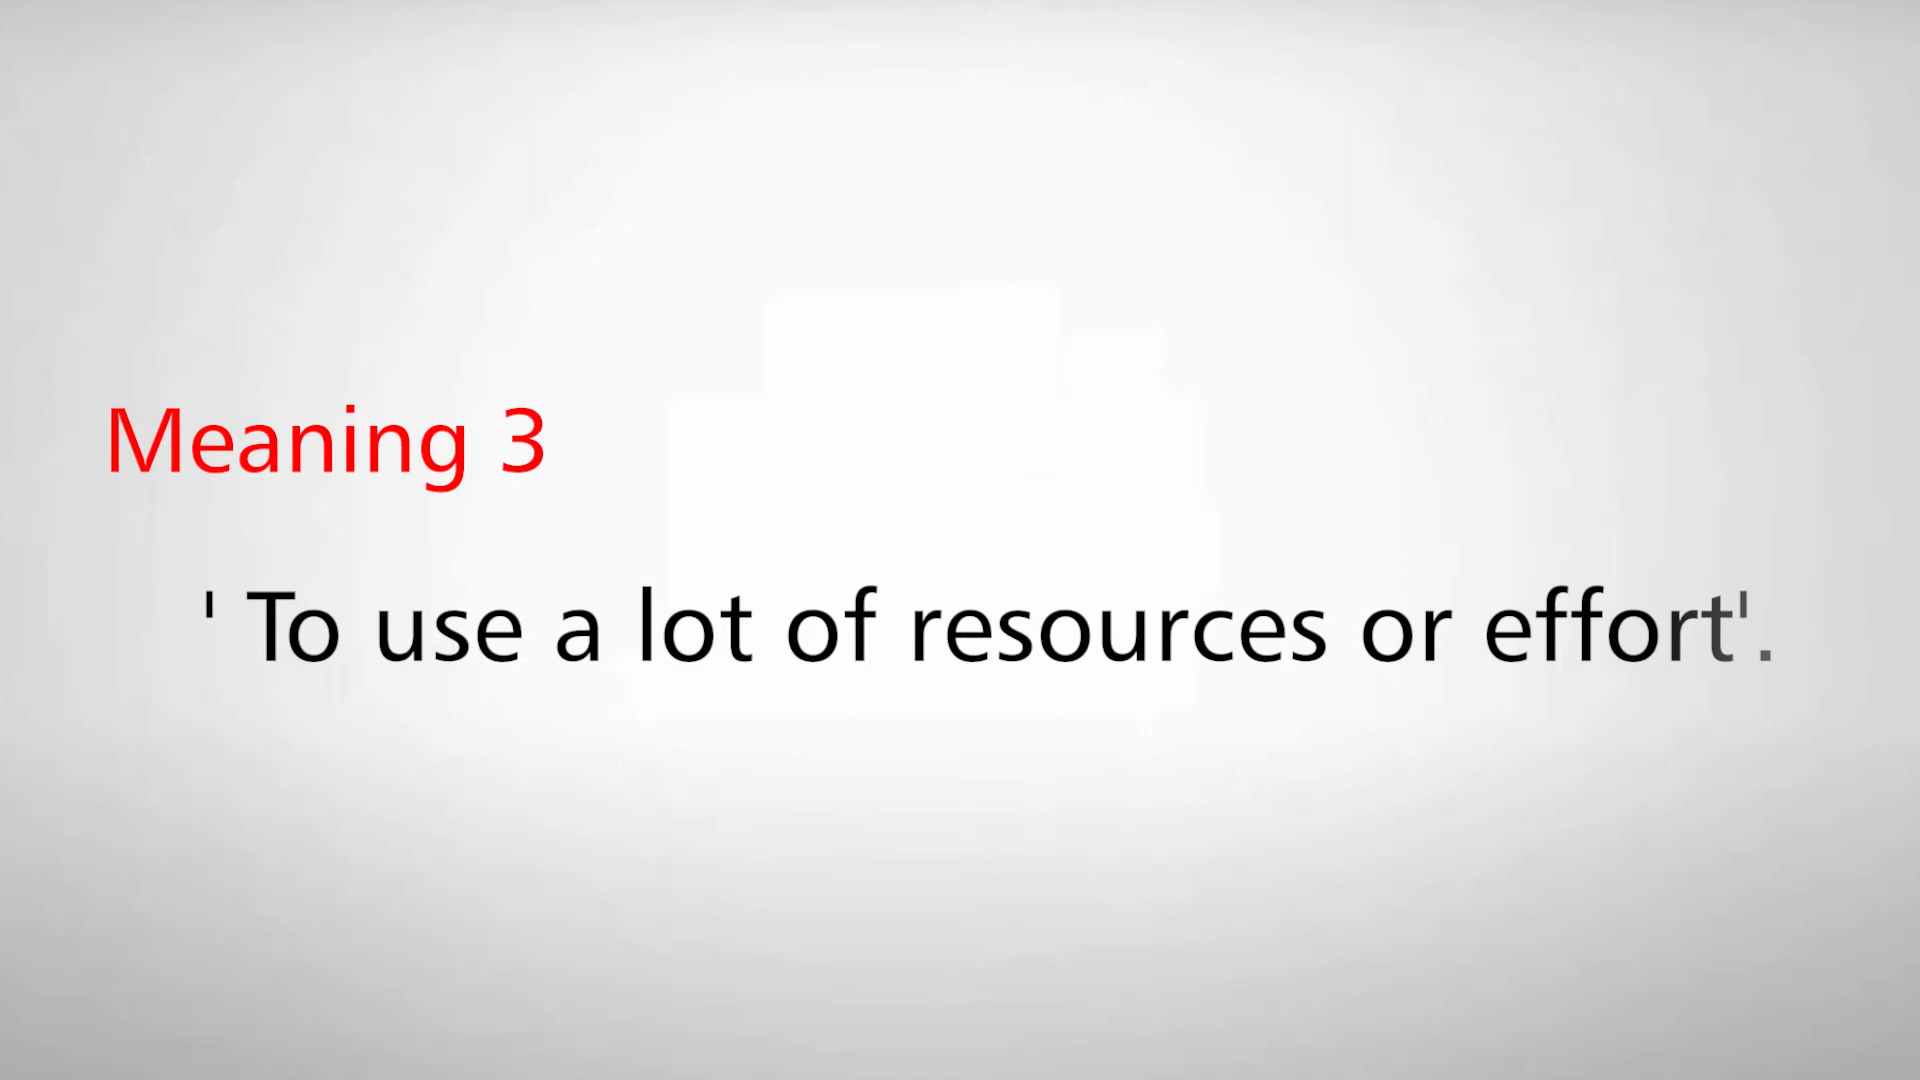 Meaning 3
' To use a lot of resources or effort'.